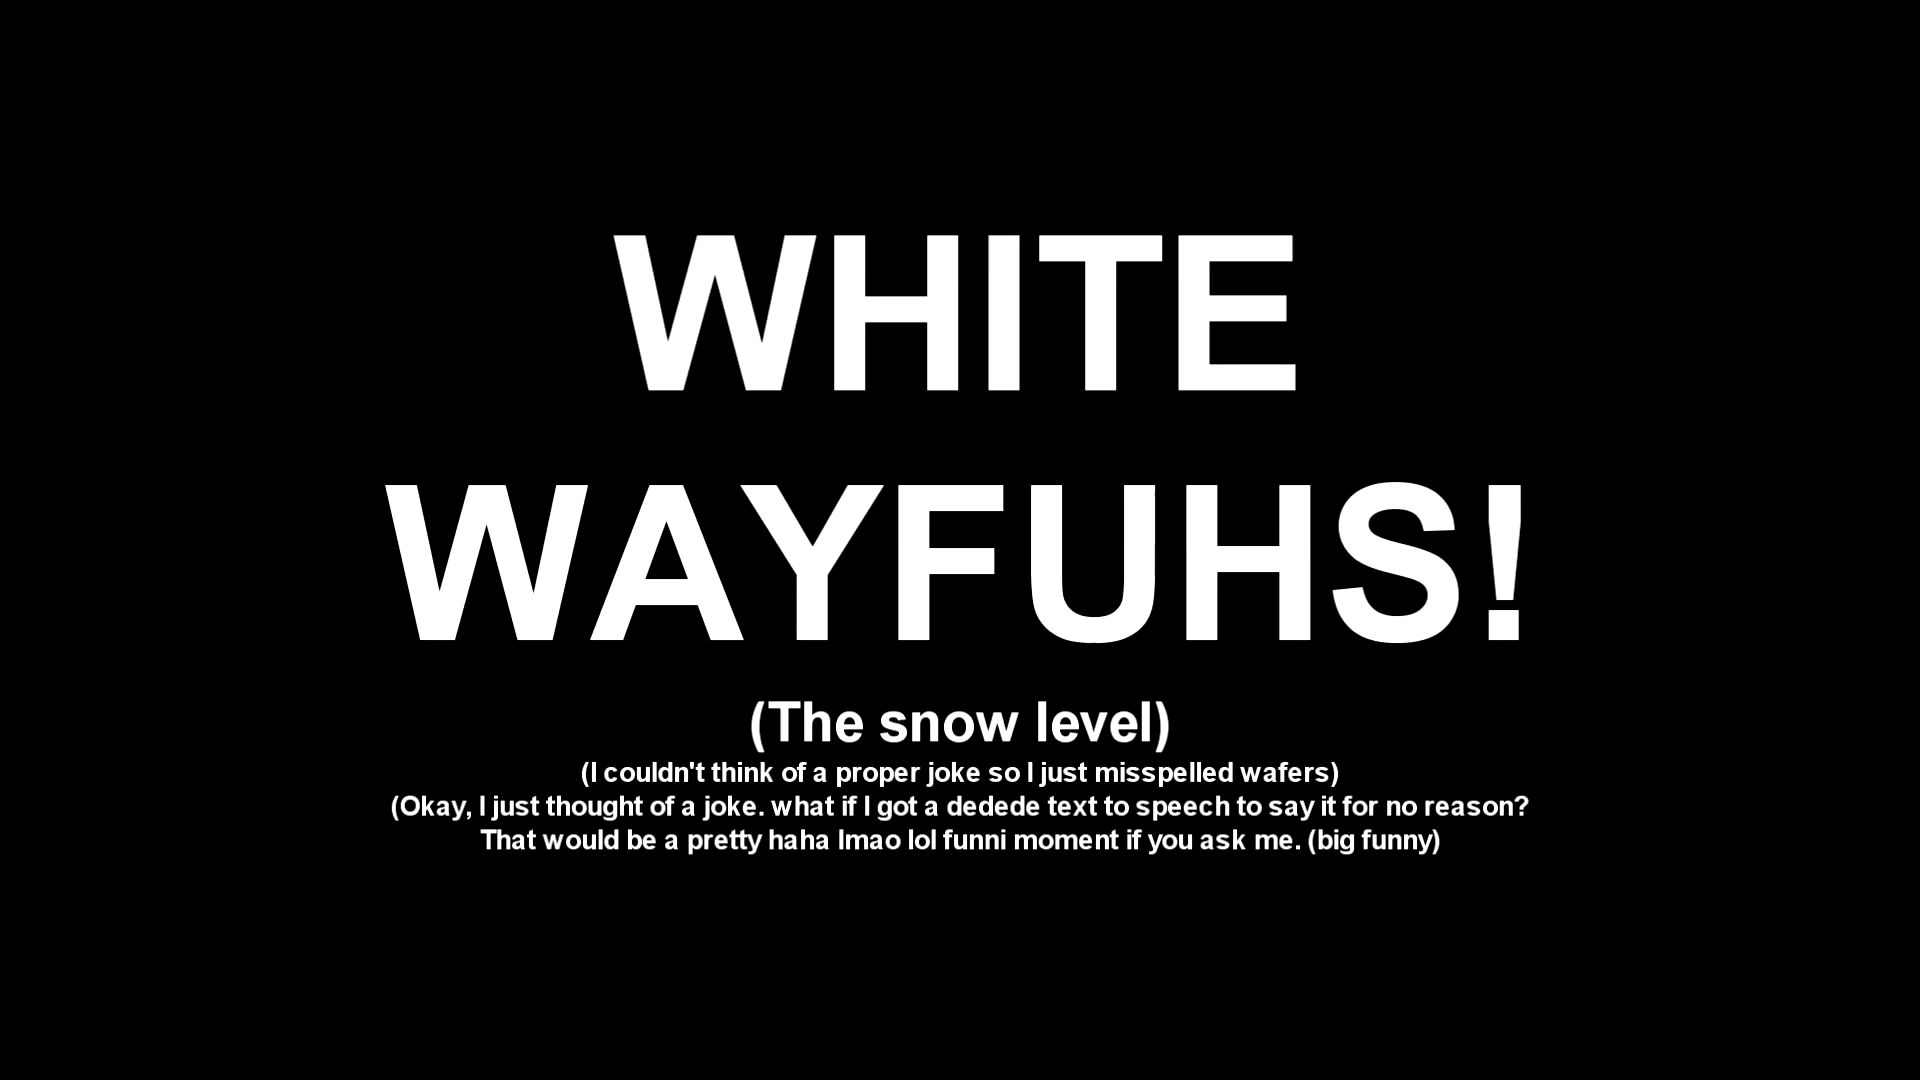 WHITE
WAYFUHS!
(The snow level)
(I couldn't think of a proper joke so I just misspelled wafers)
(Okay, I just thought of a joke. what if I got a dedede text to speech to say it for no reason?
That would be a pretty haha lmao lol funni moment if you ask me. (big funny)